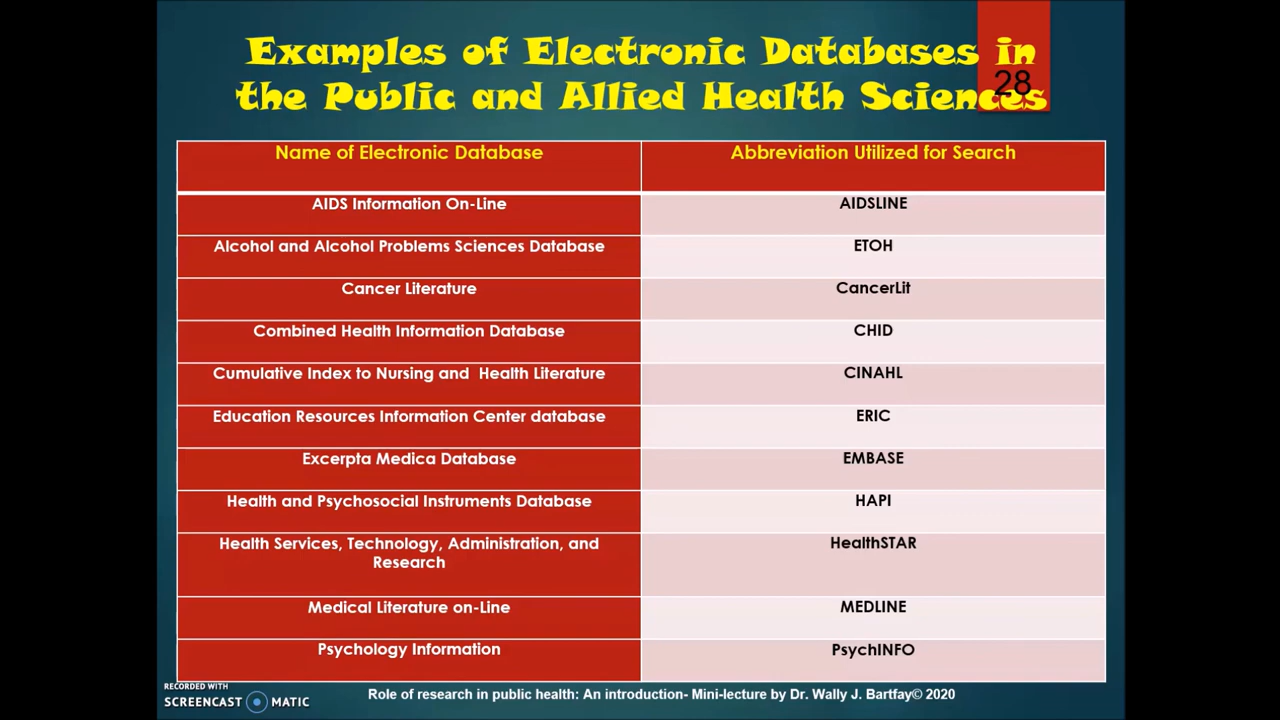 Examples of Electronic Databases in
28
the Public and Allied Health Sciences
Name of Electronic Database Abbreviation Utilized for Search
AIDS Information On-Line AIDSLINE
Alcohol and Alcohol Problems Sciences Database ETOH
Cancer Literature CancerLit
Combined Health Information Database CHID
Cumulative Index to Nursing and Health Literature CINAHL
Education Resources Information Center database ERIC
Excerpta Medica Database EMBASE
Health and Psychosocial Instruments Database HAPI
Health Services, Technology, Administration, and HealthSTAR
Research
Medical Literature on-Line MEDLINE
Psychology Information PsychINFO
RECORDED WITH
SCREENCAST MATIC
Role of research in public health: An introduction- Mini-lecture by Dr. Wally J. Bartfay© 2020